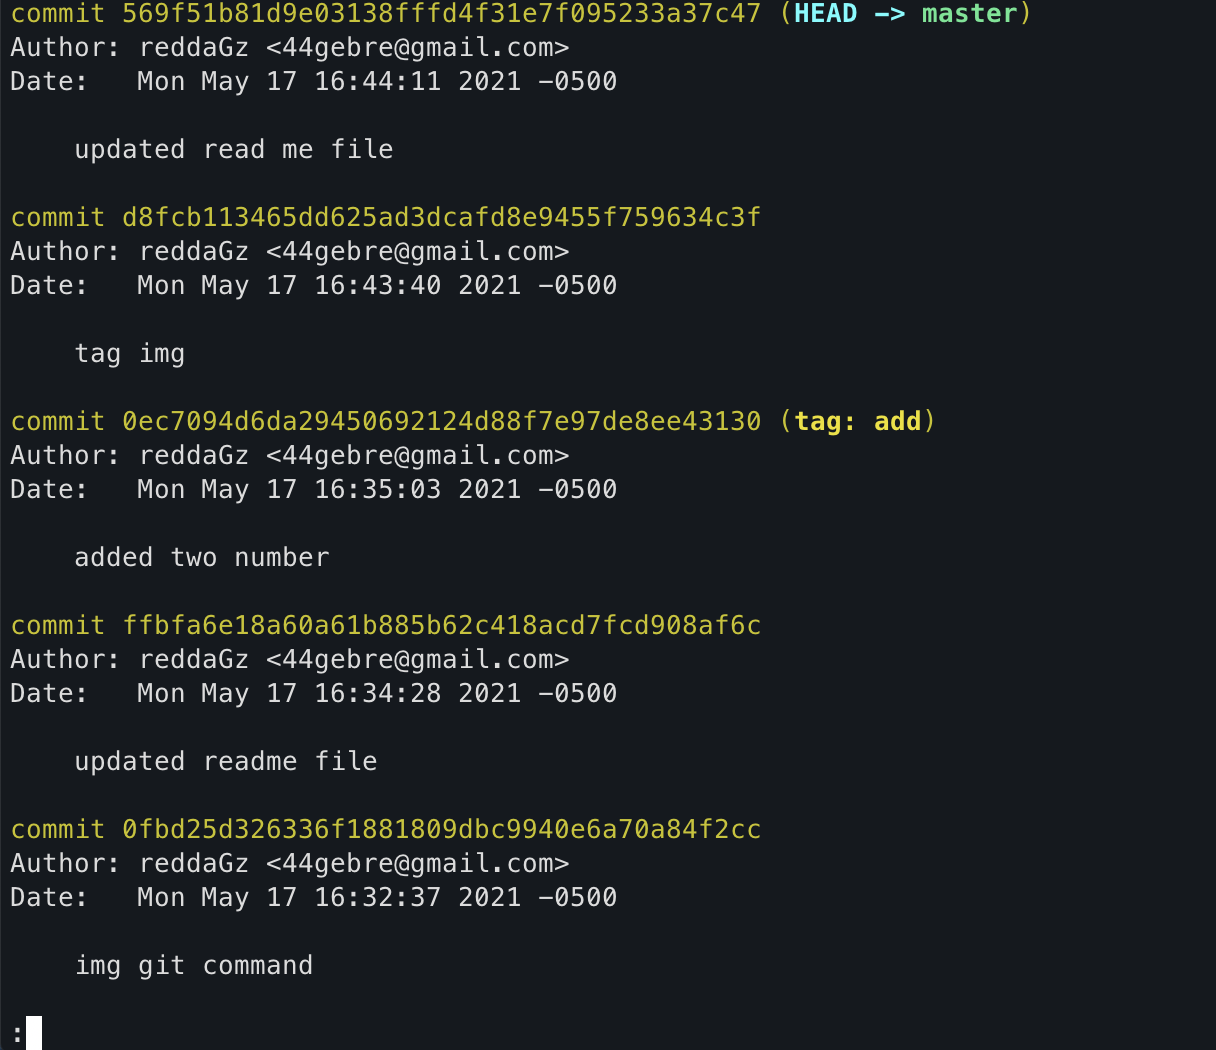 commit 569f51b81d9e03138fffd4f31e7f095233a37c47 (HEAD -> master)
Author: reddaGz <44gebre@gmail.com>
Date:   Mon May 17 16:44:11 2021 -0500

    updated read me file

commit d8fcb113465dd625ad3dcafd8e9455f759634c3f
Author: reddaGz <44gebre@gmail.com>
Date:   Mon May 17 16:43:40 2021 -0500

    tag img

commit 0ec7094d6da29450692124d88f7e97de8ee43130 (tag: add)
Author: reddaGz <44gebre@gmail.com>
Date:   Mon May 17 16:35:03 2021 -0500

    added two number

commit ffbfa6e18a60a61b885b62c418acd7fcd908af6c
Author: reddaGz <44gebre@gmail.com>
Date:   Mon May 17 16:34:28 2021 -0500

    updated readme file

commit 0fbd25d326336f1881809dbc9940e6a70a84f2cc
Author: reddaGz <44gebre@gmail.com>
Date:   Mon May 17 16:32:37 2021 -0500

    img git command

: